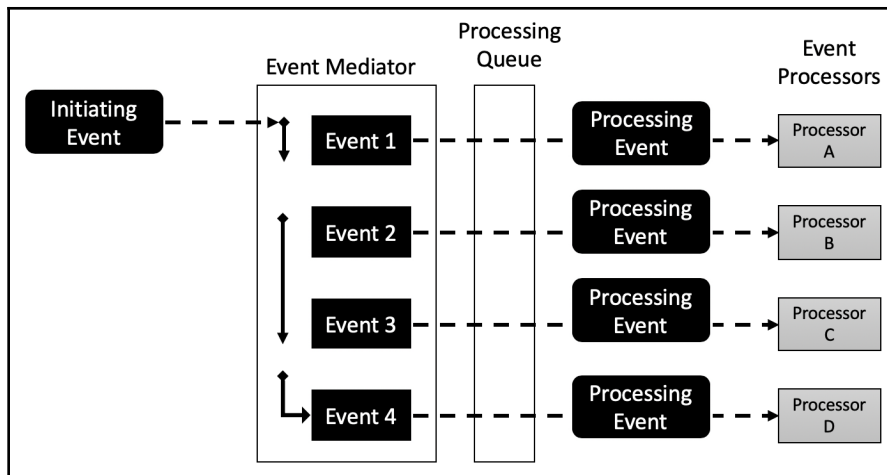 Processing
Queue
Event
Processors
Event Mediator
Initiating
Event
Event 1
Processing
Event
Processor
A
Event 2
Processing
Event
Processor
B
Event 3
Processing
Event
Processor
C
Event 4
Processing
Event
Processor
D